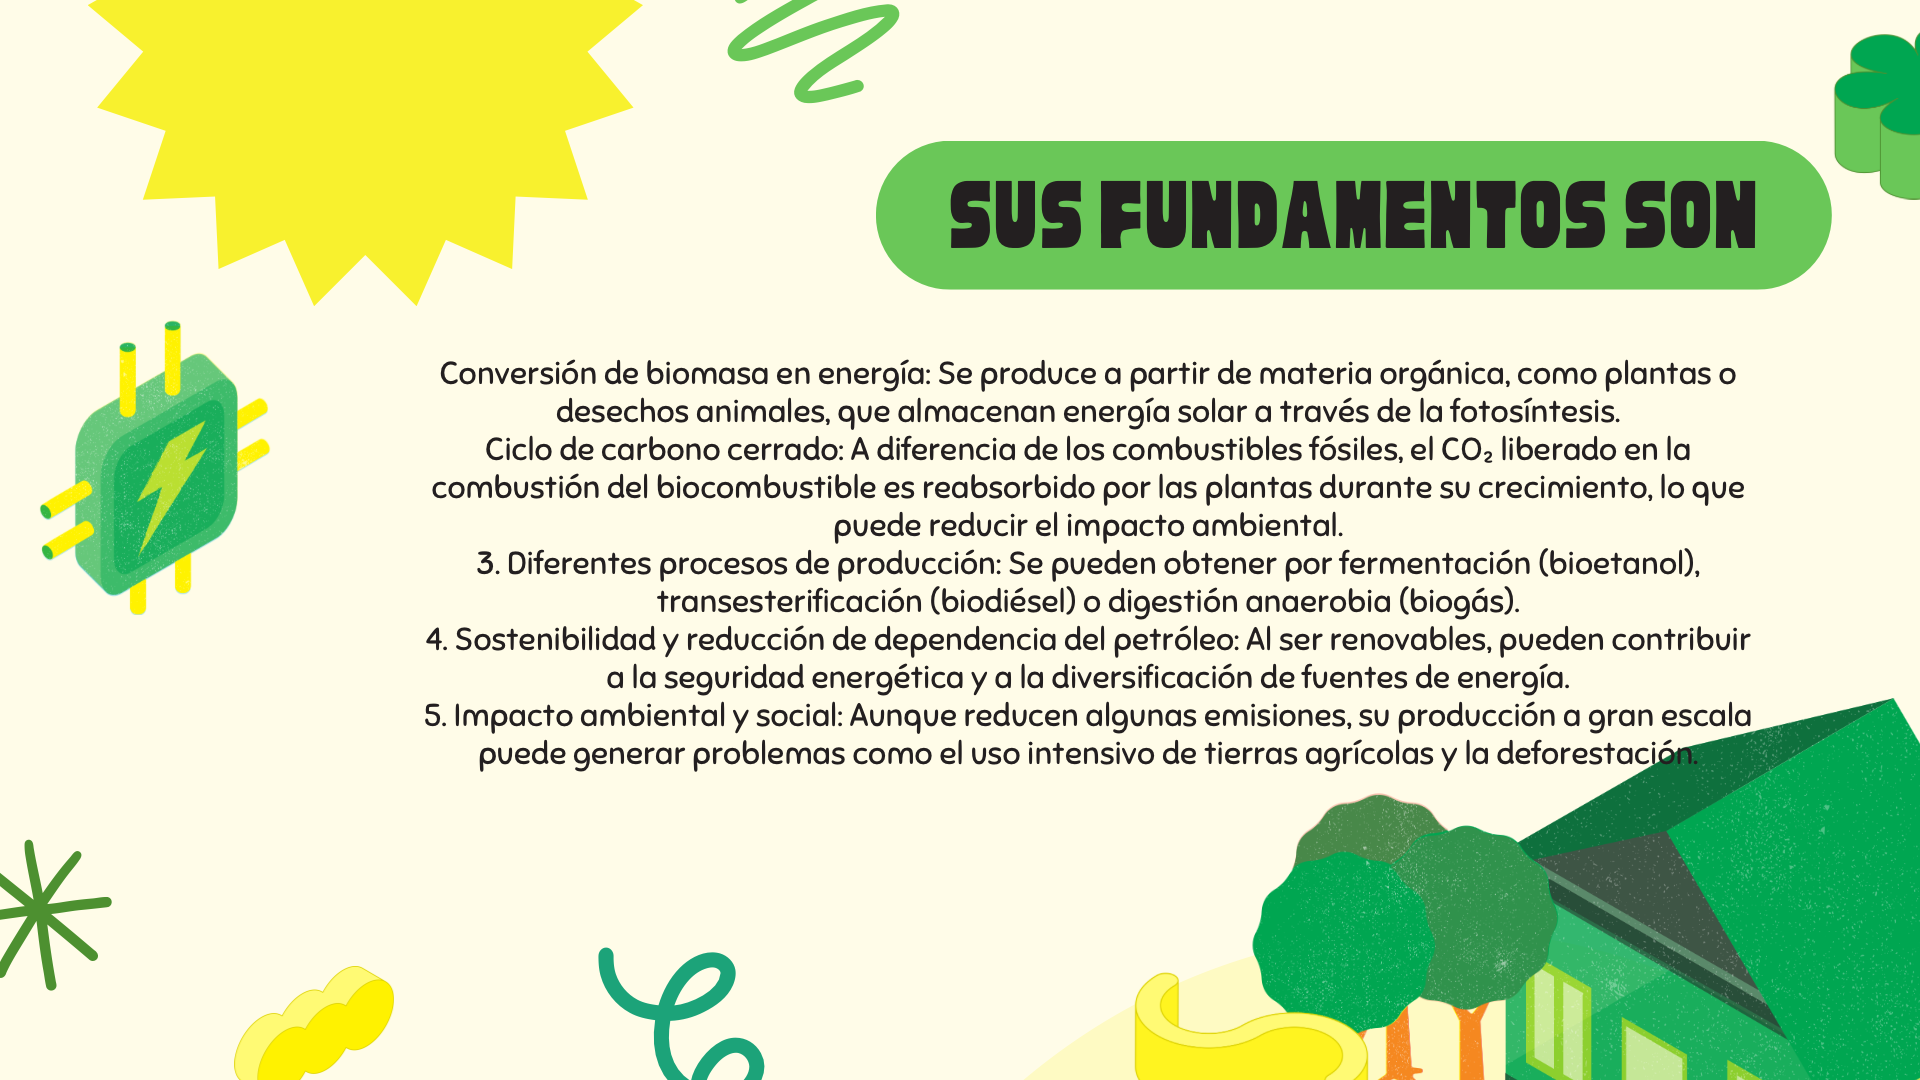 SUS FUNDAMENTOS SON
Conversión de biomasa en energía: Se produce a partir de materia orgánica, como plantas o
desechos animales, que almacenan energía solar a través de la fotosíntesis.
Ciclo de carbono cerrado: A diferencia de los combustibles fósiles, el CO₂ liberado en la
combustión del biocombustible es reabsorbido por las plantas durante su crecimiento, lo que
puede reducir el impacto ambiental.
3. Diferentes procesos de producción: Se pueden obtener por fermentación (bioetanol),
transesterificación (biodiésel) o digestión anaerobia (biogás).
4. Sostenibilidad y reducción de dependencia del petróleo: Al ser renovables, pueden contribuir
a la seguridad energética y a la diversificación de fuentes de energía.
5. Impacto ambiental y social: Aunque reducen algunas emisiones, su producción a gran escala
puede generar problemas como el uso intensivo de tierras agrícolas y la deforestación.